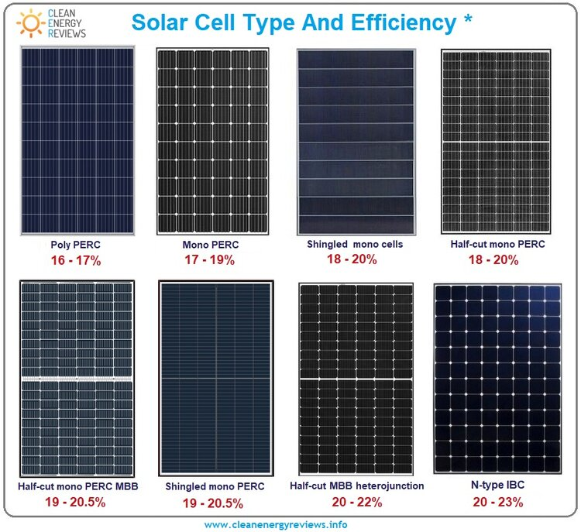 CLEAN
ENERGY
REVIEWS
Solar Cell Type And Efficiency *
Poly PERC
16 - 17%
Mono PERC
17 - 19%
Shingled mono cells
18 - 20%
Half-cut mono PERC
18 - 20%
Half-cut mono PERC MBB
19 - 20.5%
Shingled mono PERC
19 - 20.5%
Half-cut MBB heterojunction
20 - 22%
N-type IBC
20 - 23%
www.cleanenergyreviews.info